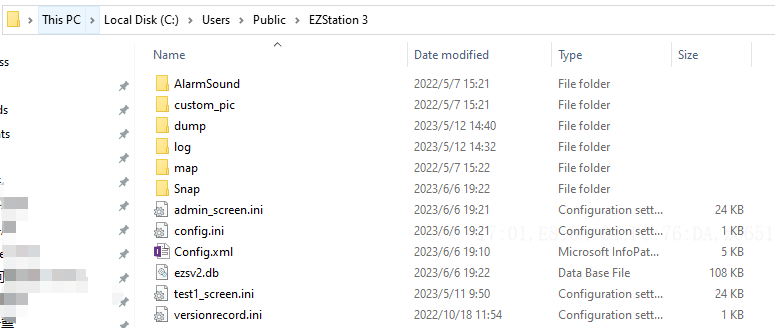 This PC > Local Disk (C:) > Users > Public > EZStation 3
Name Date modified Type Size
ess
AlarmSound 2022/5/7 15:21 File folder
custom_pic 2022/5/7 15:21 File folder
ds
dump 2023/5/12 14:40 File folder
nts
log 2023/5/12 14:32 File folder
map 2022/5/7 15:22 File folder
Snap 2023/6/6 19:22 File folder
admin_screen.ini 2023/6/6 19:21 Configuration sett... 24 KB
config.ini 2023/6/6 19:21 Configuration sett... 1 KB
Config.xml 2023/6/6 19:10 Microsoft InfoPat... 5 KB
ezsv2.db 2023/6/6 19:22 Data Base File 108 KB
test1_screen.ini 2023/5/11 9:50 Configuration sett... 24 KB
versionrecord.ini 2022/10/18 11:54 Configuration sett... 1 KB